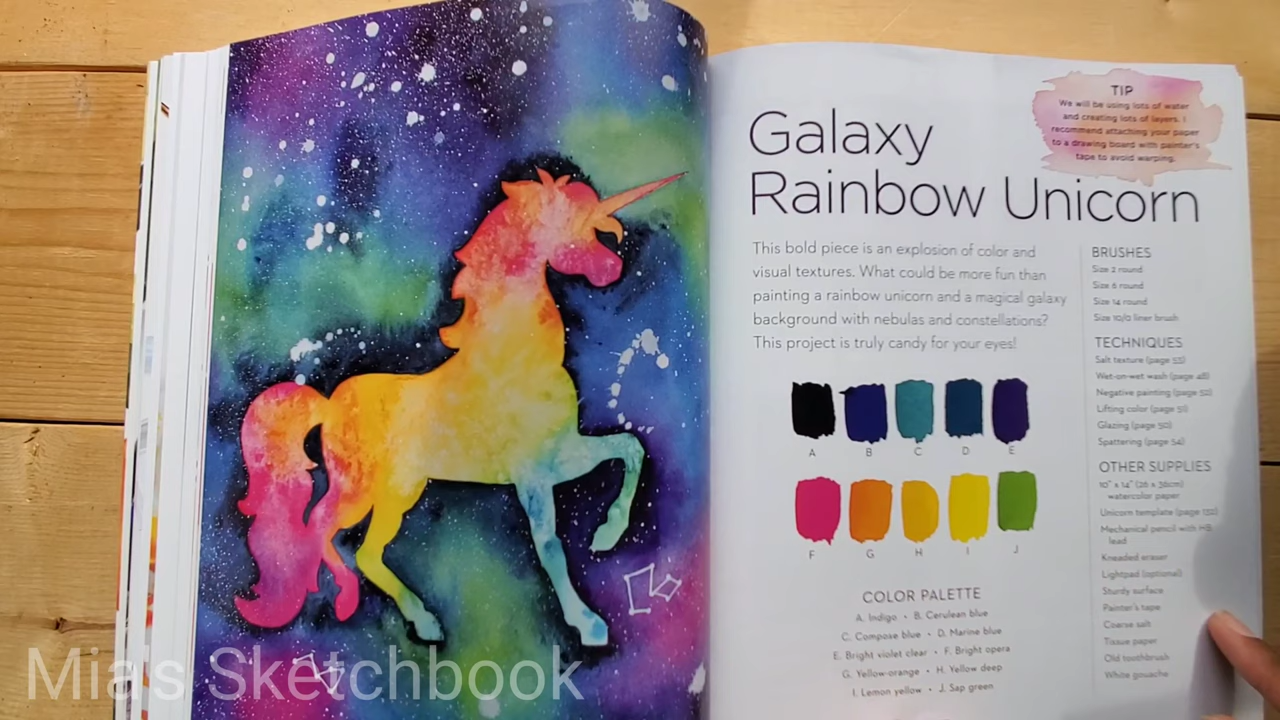 TIP
We will be using lots of water
and creating lots of layers. I
recommend attaching your paper
to a drawing board with painter's
tape to avoid warping.
Galaxy
Rainbow Unicorn
This bold piece is an explosion of color and
visual textures. What could be more fun than
painting a rainbow unicorn and a magical galaxy
background with nebulas and constellations?
This project is truly candy for your eyes!
A B C D E
F G H I J
COLOR PALETTE
A. Indigo • B. Cerulean blue
C. Compose blue • D. Marine blue
E. Bright violet clear • F. Bright opera
G. Yellow-orange • H. Yellow deep
I. Lemon yellow • J. Sap green
BRUSHES
Size 2 round
Size 6 round
Size 14 round
Size 10/0 liner brush
TECHNIQUES
Salt texture (page 53)
Wet-on-wet wash (page 48)
Negative painting (page 52)
Lifting color (page 51)
Glazing (page 50)
Spattering (page 54)
OTHER SUPPLIES
10" x 14" (26 x 36cm)
watercolor paper
Unicorn template (page 132)
Mechanical pencil with HB
lead
Kneaded eraser
Lightpad (optional)
Sturdy surface
Painter's tape
Coarse salt
Tissue paper
Old toothbrush
White gouache
Mia's Sketchbook